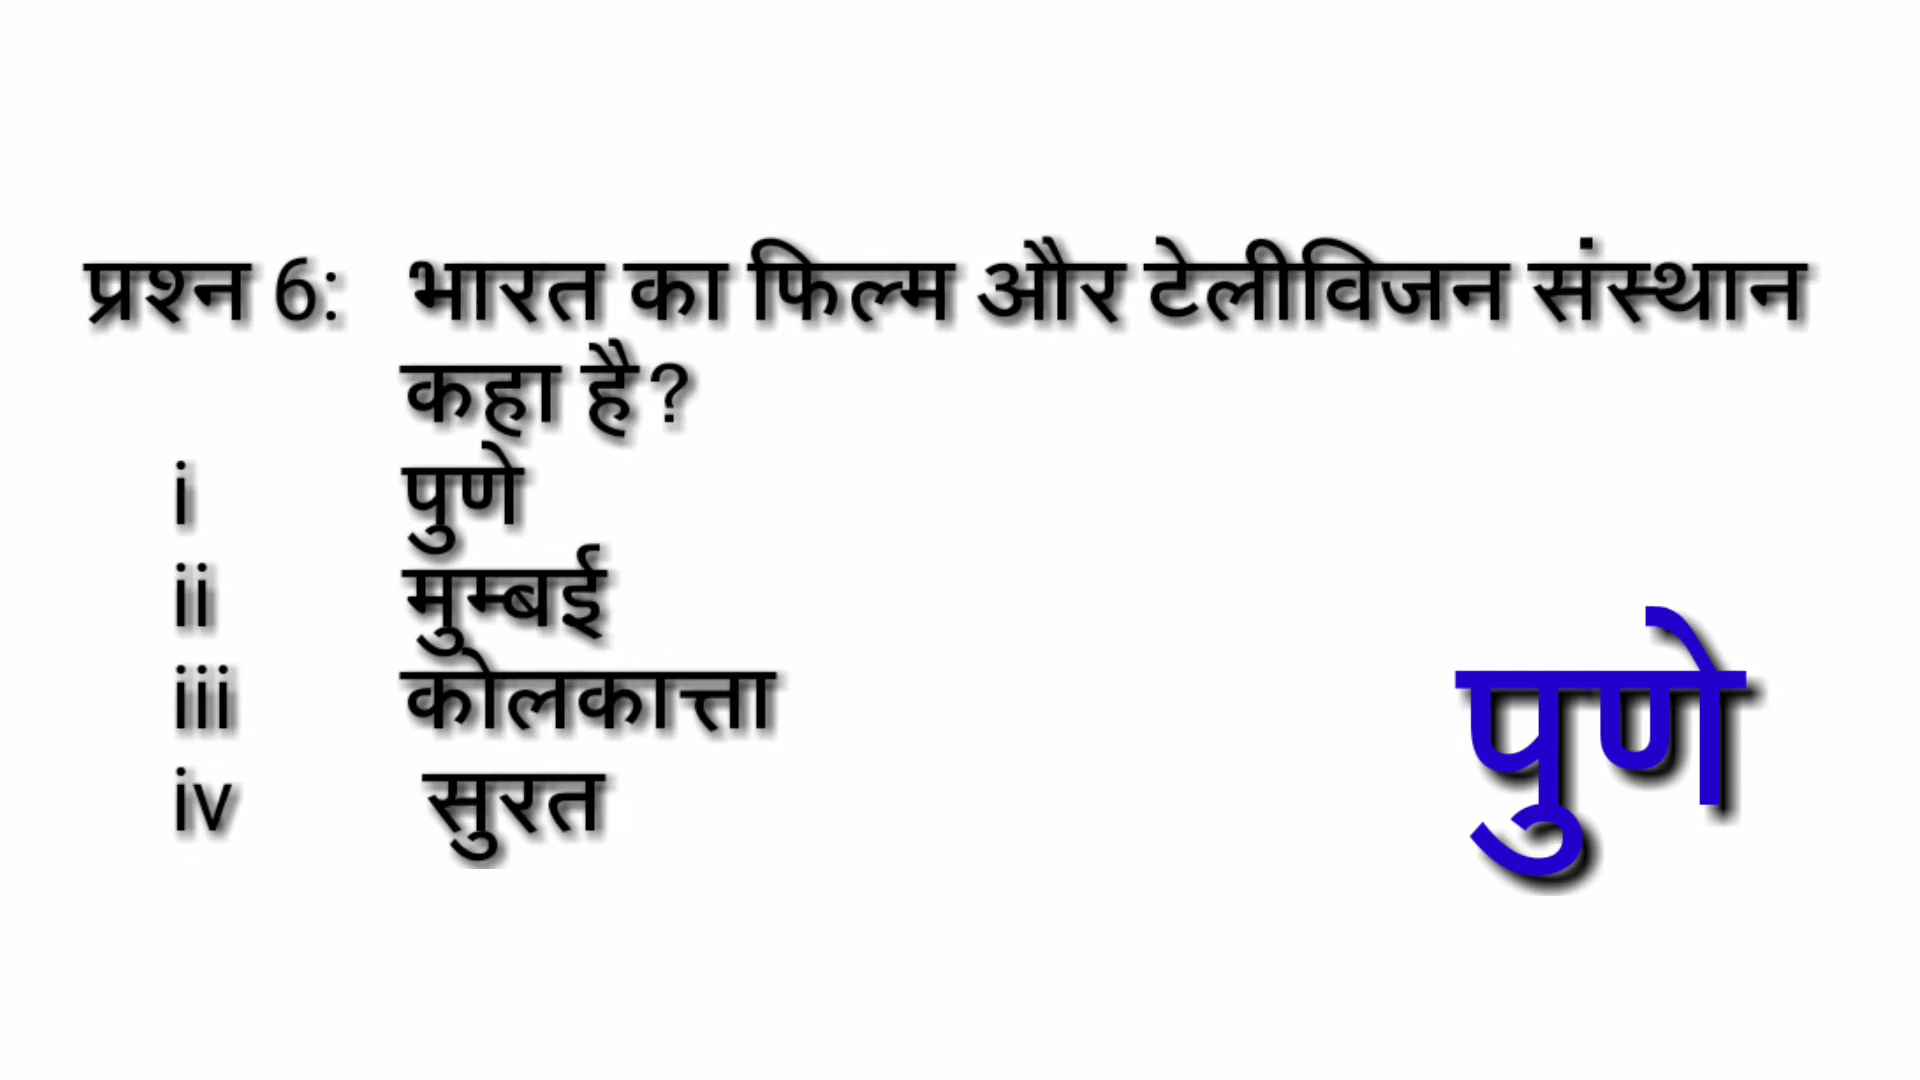 प्रश्न 6: भारत का फिल्म और टेलीविजन संस्थान
कहा है?
i पुणे
ii मुम्बई
iii कोलकात्ता
iv सुरत
पुणे